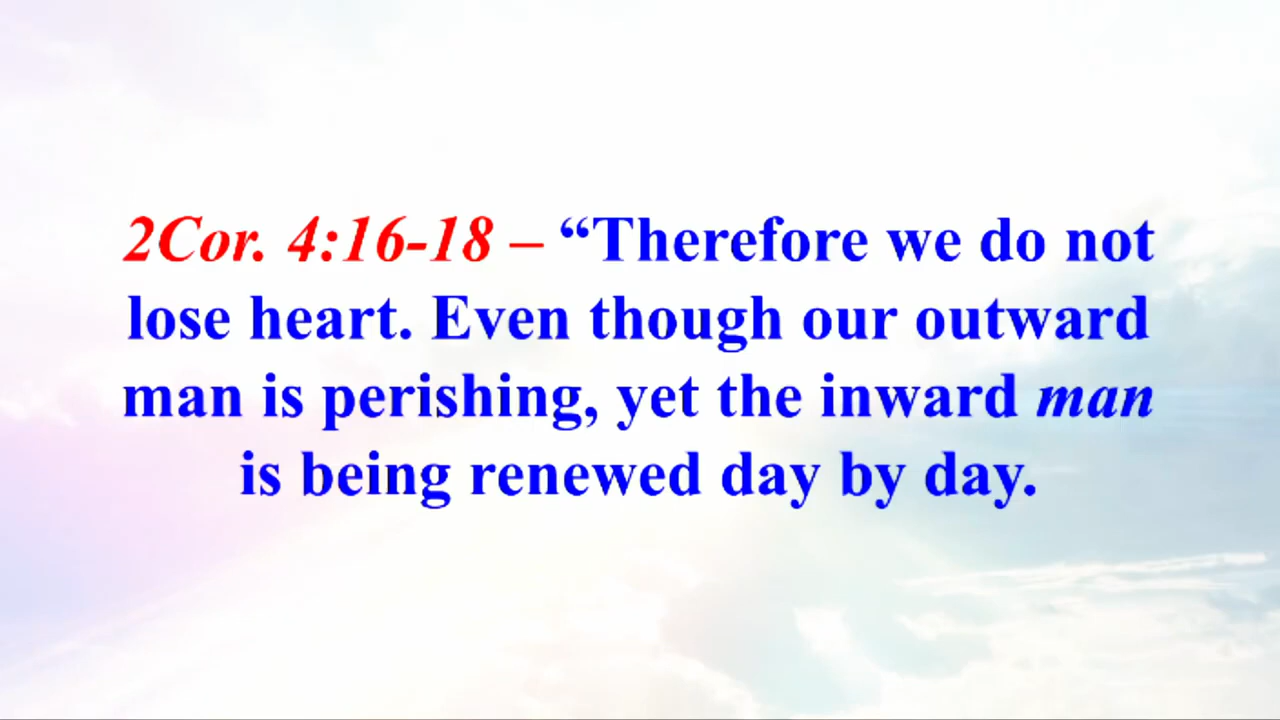 2Cor. 4:16-18 – “Therefore we do not
lose heart. Even though our outward
man is perishing, yet the inward man
is being renewed day by day.